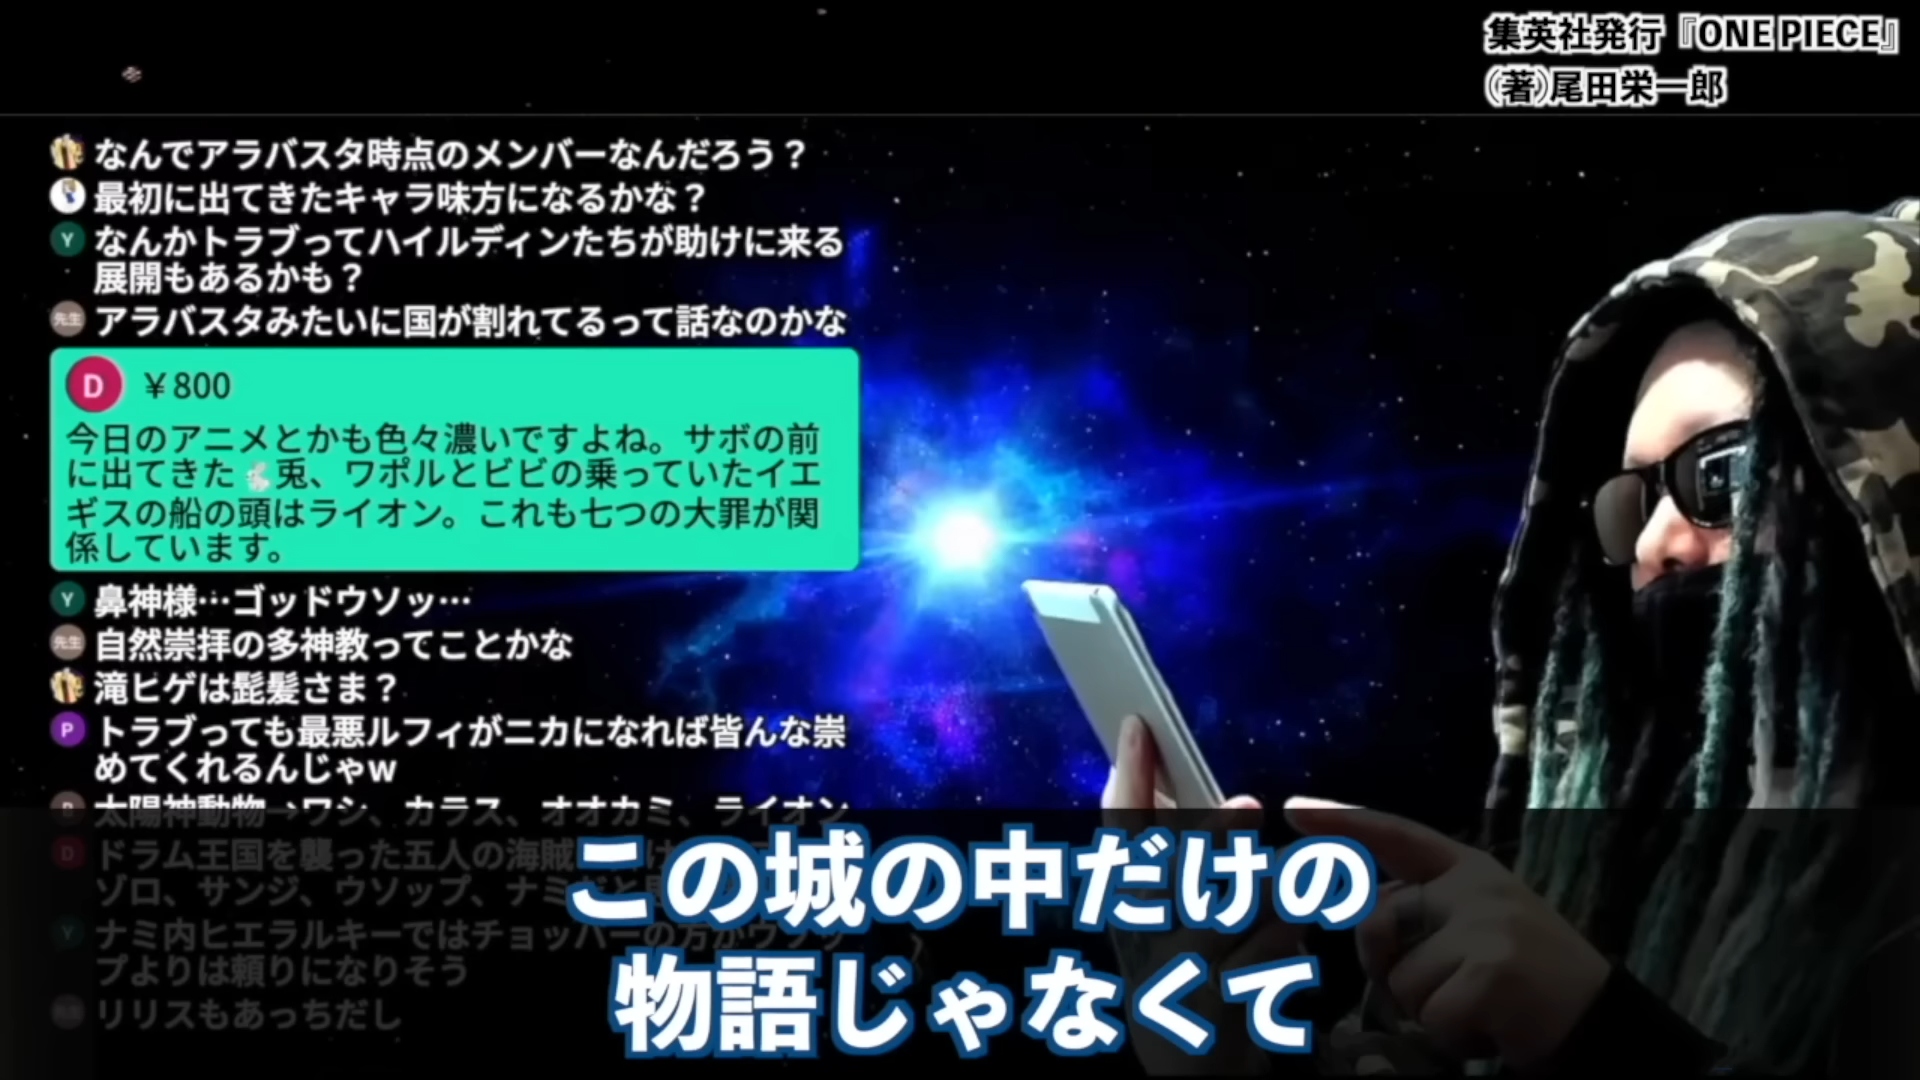 集英社発行『ONE PIECE』
(著)尾田栄一郎
なんでアラバスタ時点のメンバーなんだろう？
最初に出てきたキャラ味方になるかな？
Y なんかトラブってハイルディンたちが助けに来る
展開もあるかも？
先生 アラバスタみたいに国が割れてるって話なのかな
D ￥800
今日のアニメとかも色々濃いですよね。サボの前
に出てきた🐇兎、ワポルとビビの乗っていたイエ
ギスの船の頭はライオン。これも七つの大罪が関
係しています。
Y 鼻神様…ゴッドウソッ…
先生 自然崇拝の多神教ってことかな
滝ヒゲは髭髪さま？
P トラブっても最悪ルフィがニカになれば皆んな崇
めてくれるんじゃw
太陽神動物→ワシ、カラス、オオカミ、ライオン
D ドラム王国を襲った五人の海賊
ゾロ、サンジ、ウソップ、ナミ
Y ナミ内ヒエラルキーではチョッパーの方がウソッ
プよりは頼りになりそう
リリスもあっちだし
この城の中だけの
物語じゃなくて